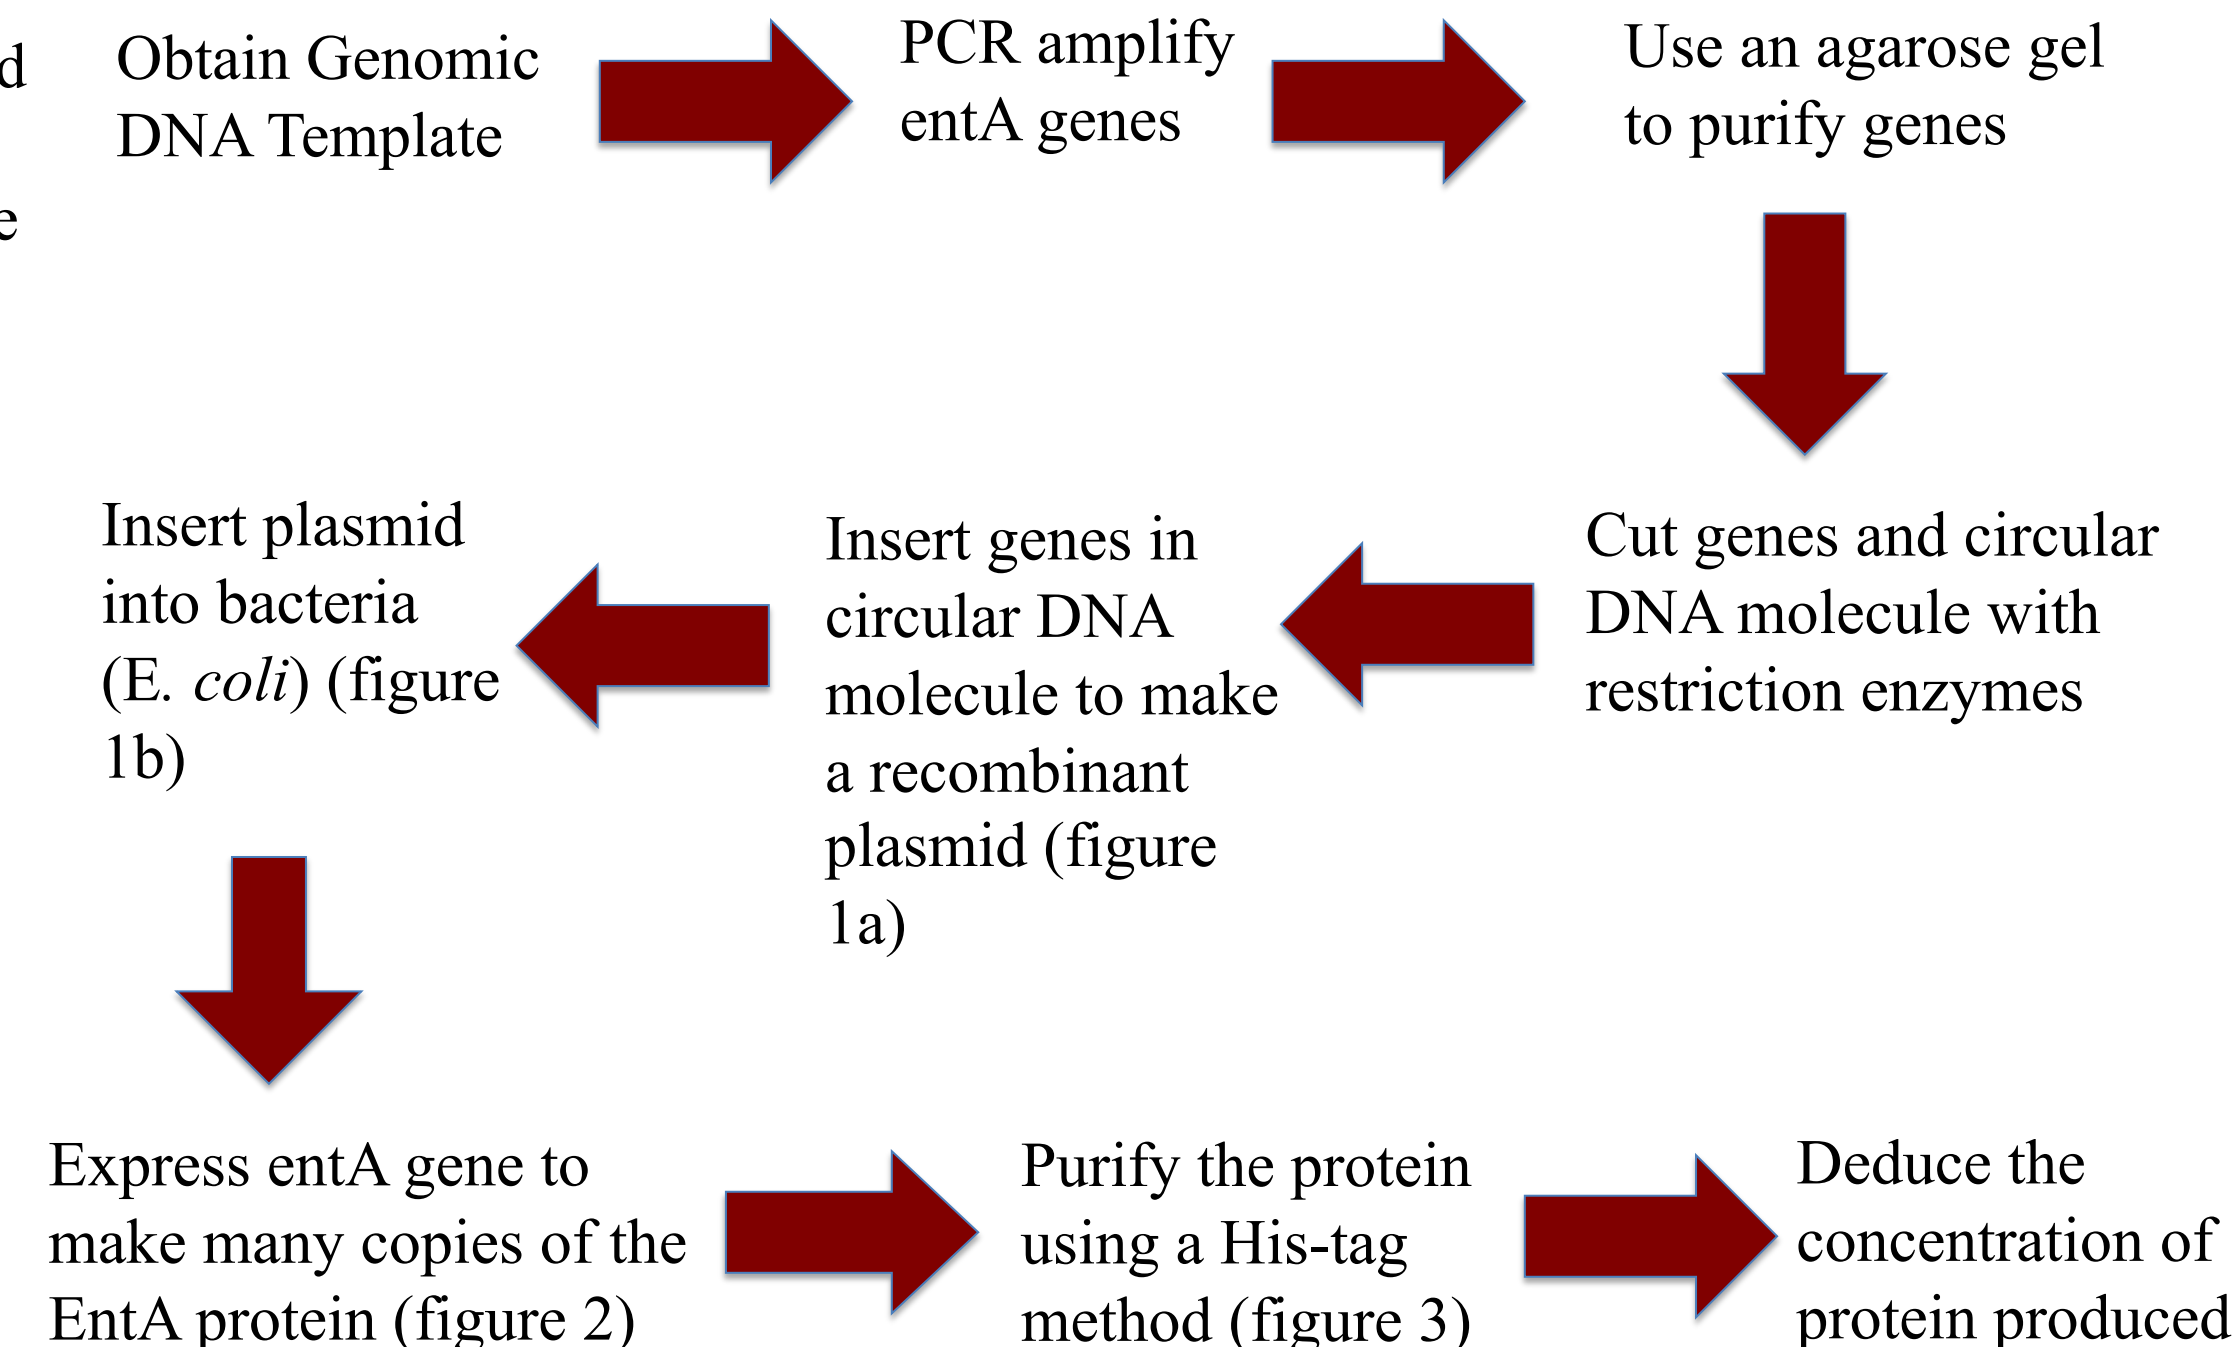 d
e
Obtain Genomic
DNA Template
PCR amplify
entA genes
Use an agarose gel
to purify genes
Cut genes and circular
DNA molecule with
restriction enzymes
Insert genes in
circular DNA
molecule to make
a recombinant
plasmid (figure
1a)
Insert plasmid
into bacteria
(E. coli) (figure
1b)
Express entA gene to
make many copies of the
EntA protein (figure 2)
Purify the protein
using a His-tag
method (figure 3)
Deduce the
concentration of
protein produced